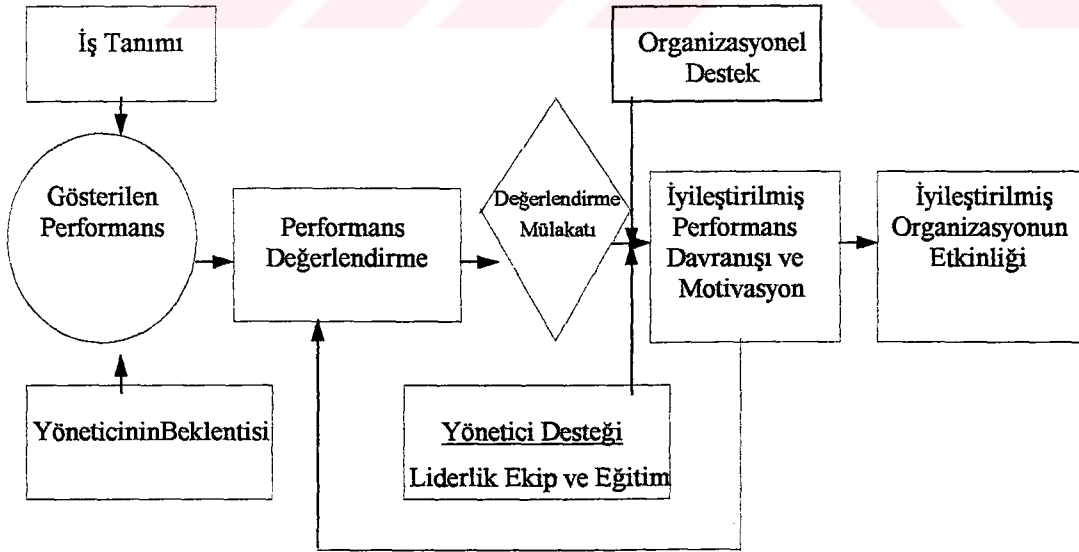 İş Tanımı
Organizasyonel
Destek
Gösterilen
Performans
Performans
Değerlendirme
Değerlendirme
Mülakatı
İyileştirilmiş
Performans
Davranışı ve
Motivasyon
İyileştirilmiş
Organizasyonun
Etkinliği
YöneticininBeklentisi
Yönetici Desteği
Liderlik Ekip ve Eğitim